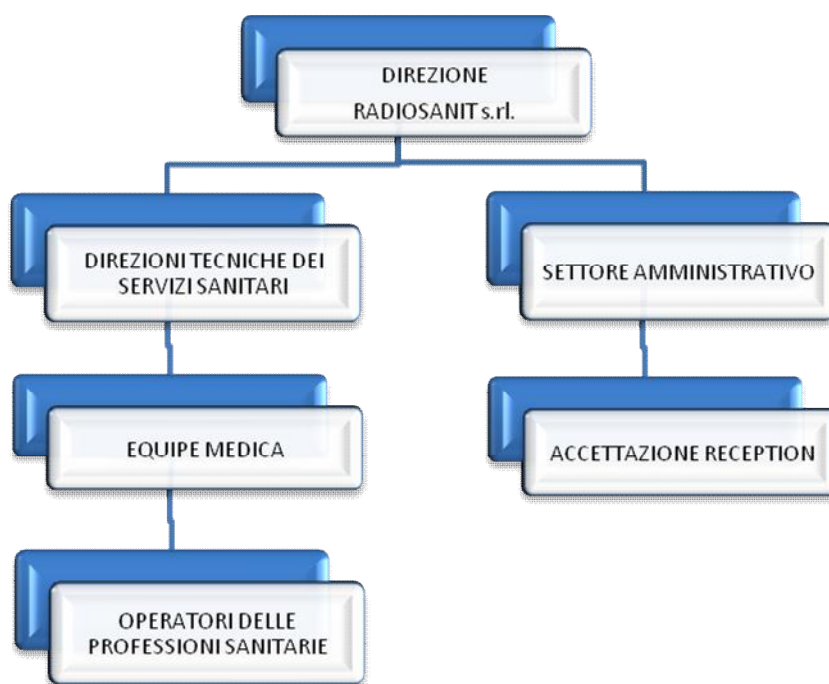 DIREZIONE
RADIOSANIT s.rl.
DIREZIONI TECNICHE DEI
SERVIZI SANITARI
SETTORE AMMINISTRATIVO
EQUIPE MEDICA
ACCETTAZIONE RECEPTION
OPERATORI DELLE
PROFESSIONI SANITARIE